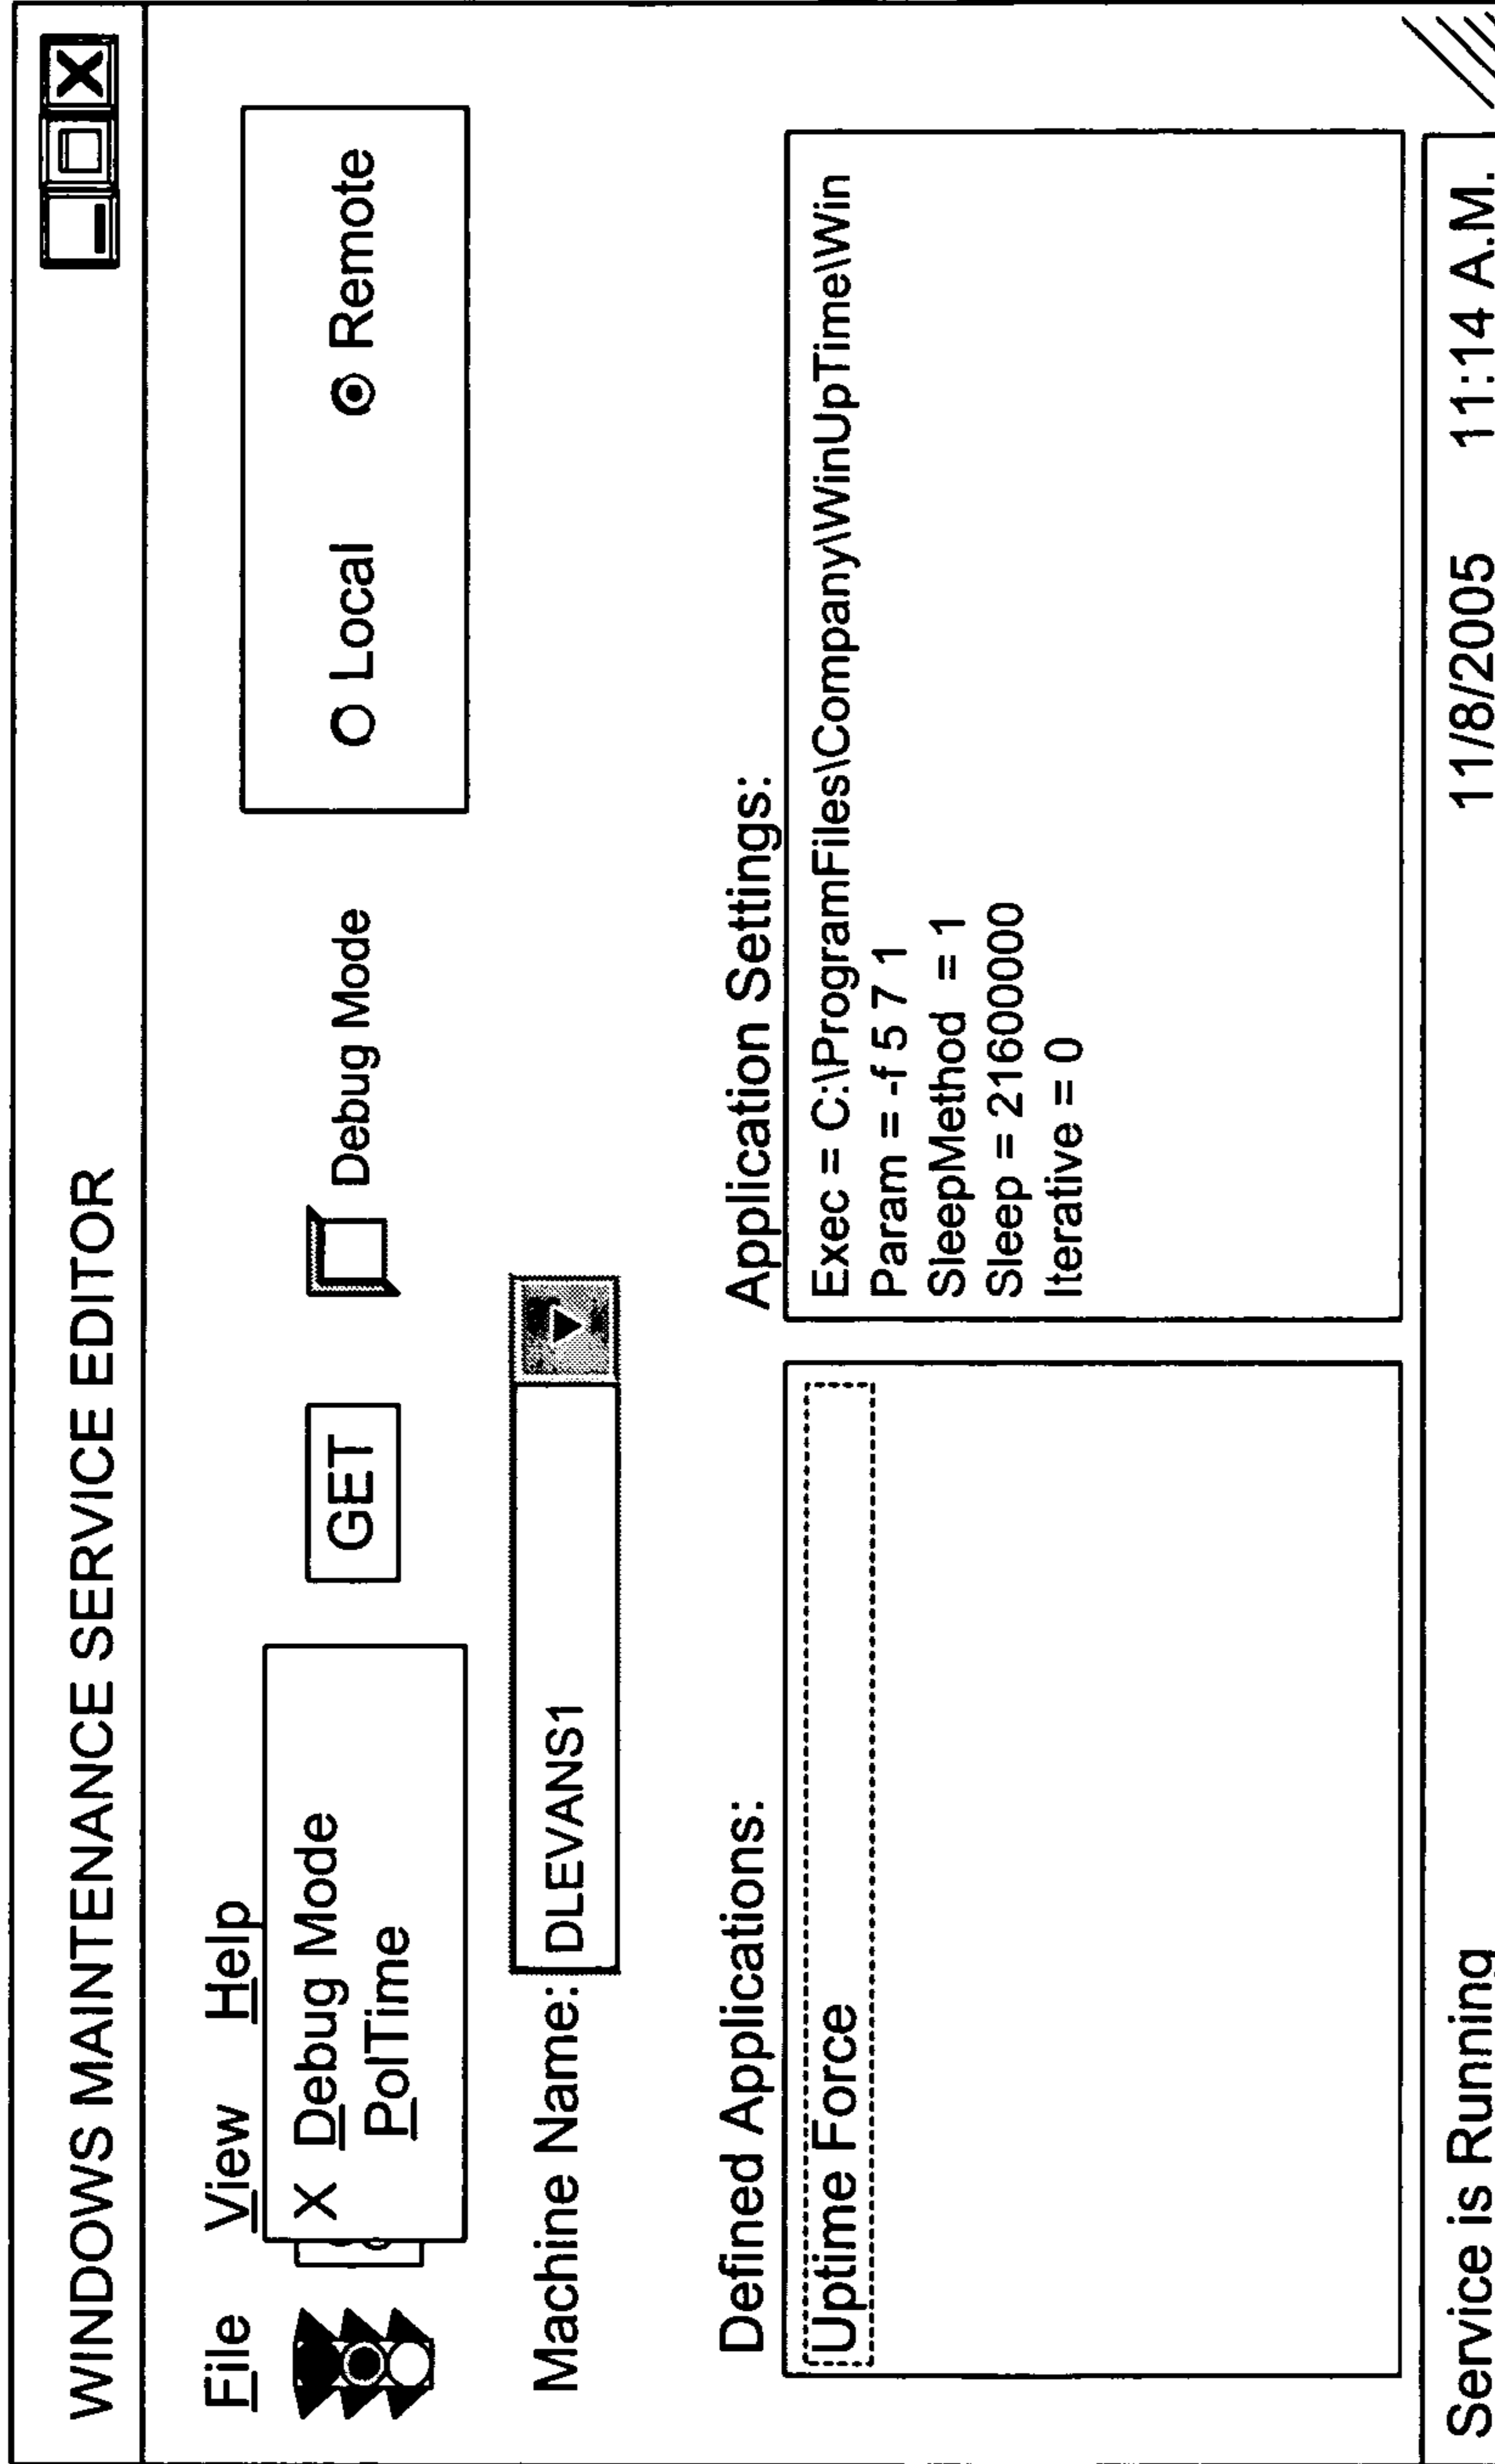 WINDOWS MAINTENANCE SERVICE EDITOR
File View Help
X Debug Mode
PolTime
GET
Debug Mode
Local
Remote
Machine Name: DLEVANS1
Defined Applications:
Uptime Force
Application Settings:
Exec = C:\ProgramFiles\Company\WinUpTime\Win
Param = -f 5 7 1
SleepMethod = 1
Sleep = 21600000
Iterative = 0
Service is Running
11/8/2005 11:14 A.M.